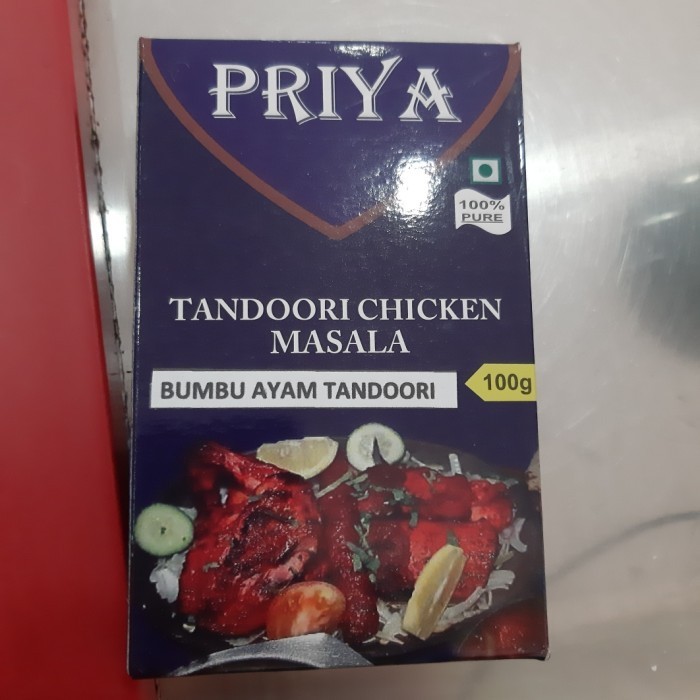 PRIYA
100%
PURE
TANDOORI CHICKEN
MASALA
BUMBU AYAM TANDOORI
100g